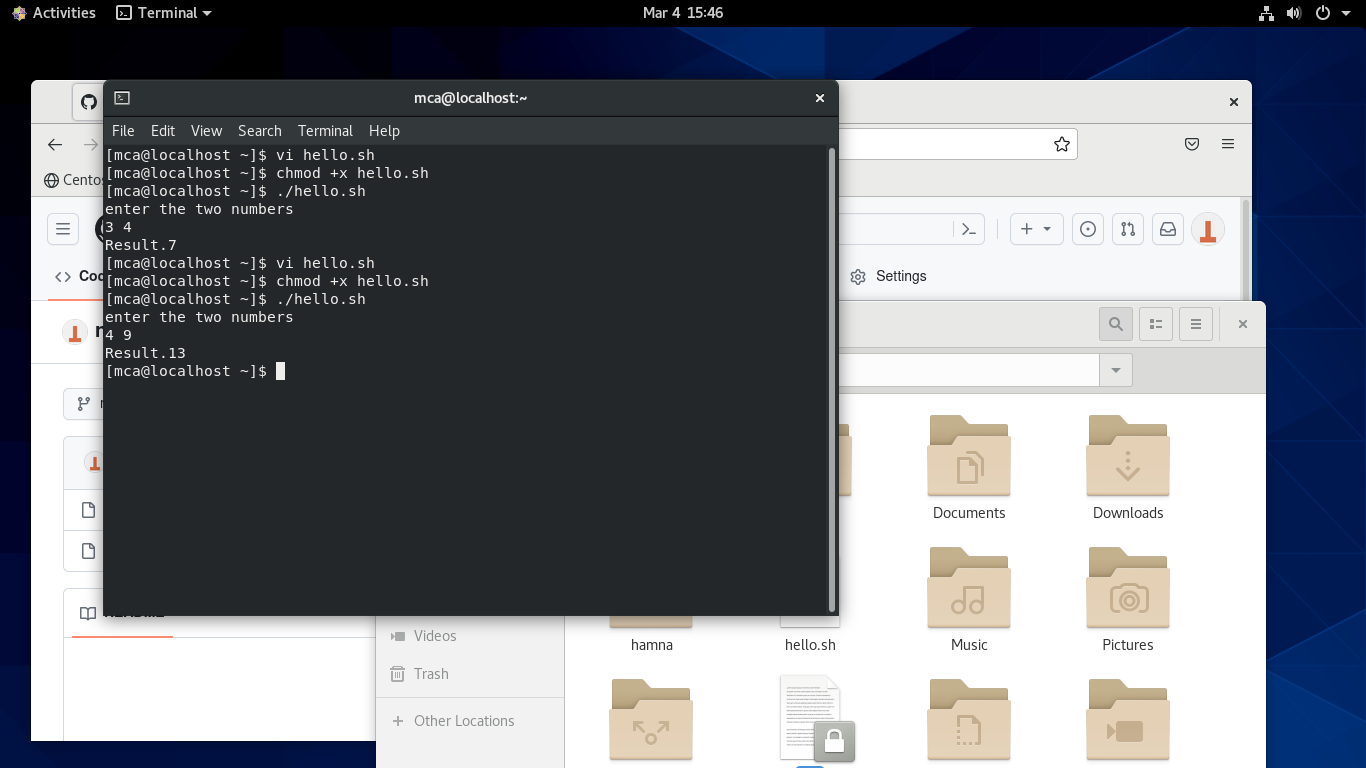 Activities
Terminal
Mar 4 15:46
mca@localhost:~
File Edit View Search Terminal Help
[mca@localhost ~]$ vi hello.sh
[mca@localhost ~]$ chmod +x hello.sh
[mca@localhost ~]$ ./hello.sh
enter the two numbers
3 4
Result.7
[mca@localhost ~]$ vi hello.sh
[mca@localhost ~]$ chmod +x hello.sh
[mca@localhost ~]$ ./hello.sh
enter the two numbers
4 9
Result.13
[mca@localhost ~]$
Settings
Documents
Downloads
hamna
hello.sh
Music
Pictures
Videos
Trash
Other Locations